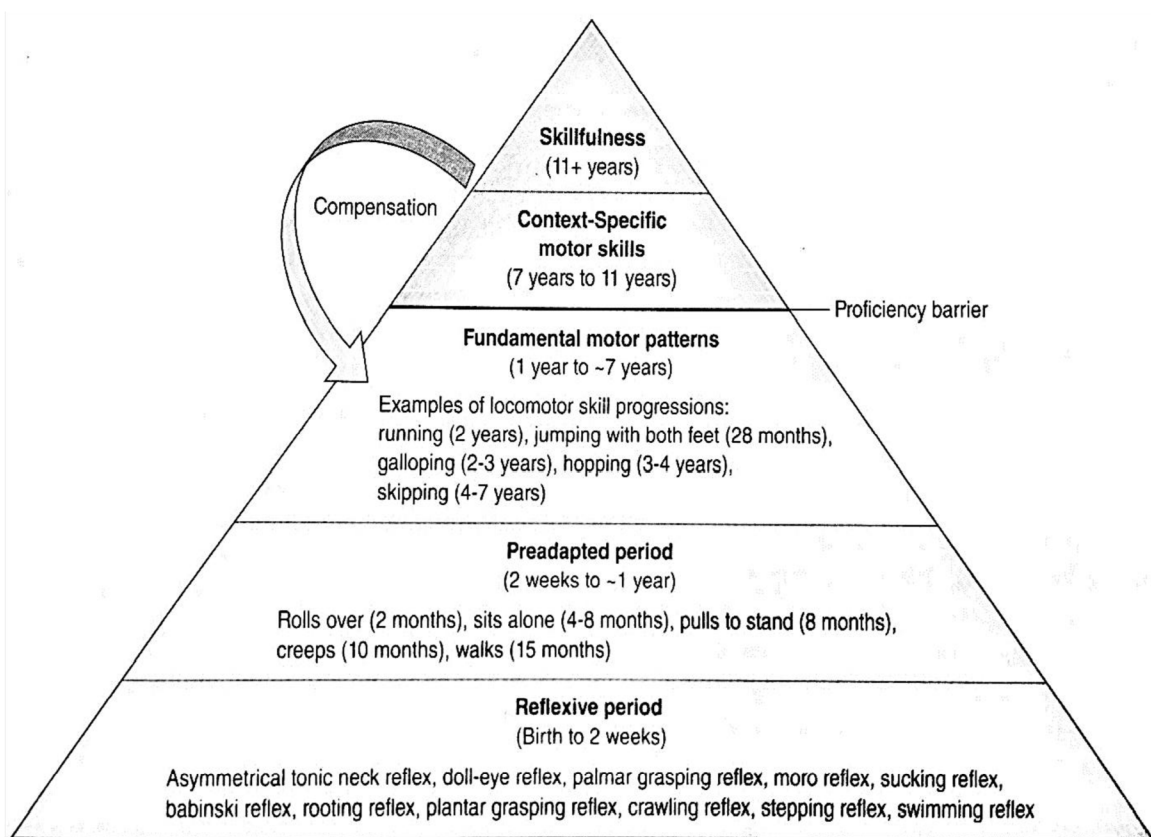 Skillfulness
(11+ years)
Compensation
Context-Specific
motor skills
(7 years to 11 years)
Proficiency barrier
Fundamental motor patterns
(1 year to ~7 years)
Examples of locomotor skill progressions:
running (2 years), jumping with both feet (28 months),
galloping (2-3 years), hopping (3-4 years),
skipping (4-7 years)
Preadapted period
(2 weeks to ~1 year)
Rolls over (2 months), sits alone (4-8 months), pulls to stand (8 months),
creeps (10 months), walks (15 months)
Reflexive period
(Birth to 2 weeks)
Asymmetrical tonic neck reflex, doll-eye reflex, palmar grasping reflex, moro reflex, sucking reflex,
babinski reflex, rooting reflex, plantar grasping reflex, crawling reflex, stepping reflex, swimming reflex